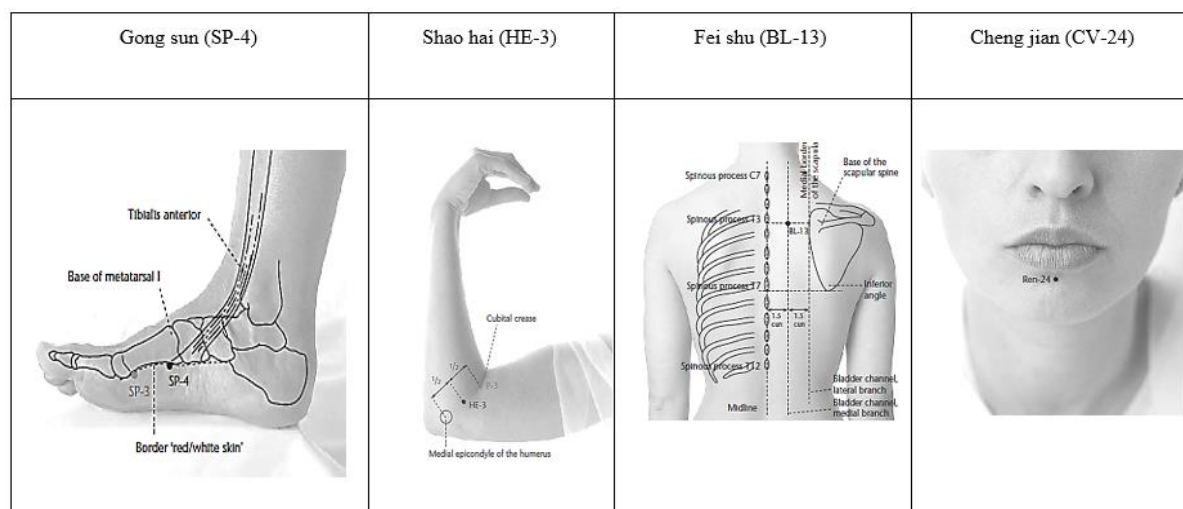 Gong sun (SP-4)
Shao hai (HE-3)
Fei shu (BL-13)
Cheng jian (CV-24)
Tibialis anterior
Base of metatarsal I
SP-3
SP-4
Border 'red/white skin'
Cubital crease
1/2
1/2
P-3
HE-3
Medial epicondyle of the humerus
Medial border
of the scapula
Base of the
scapular spine
Spinous process C7
Spinous process T3
BL-13
Spinous process T7
Inferior
angle
1.5
cun
1.5
cun
Spinous process T12
Bladder channel,
lateral branch
Bladder channel,
medial branch
Midline
Ren-24